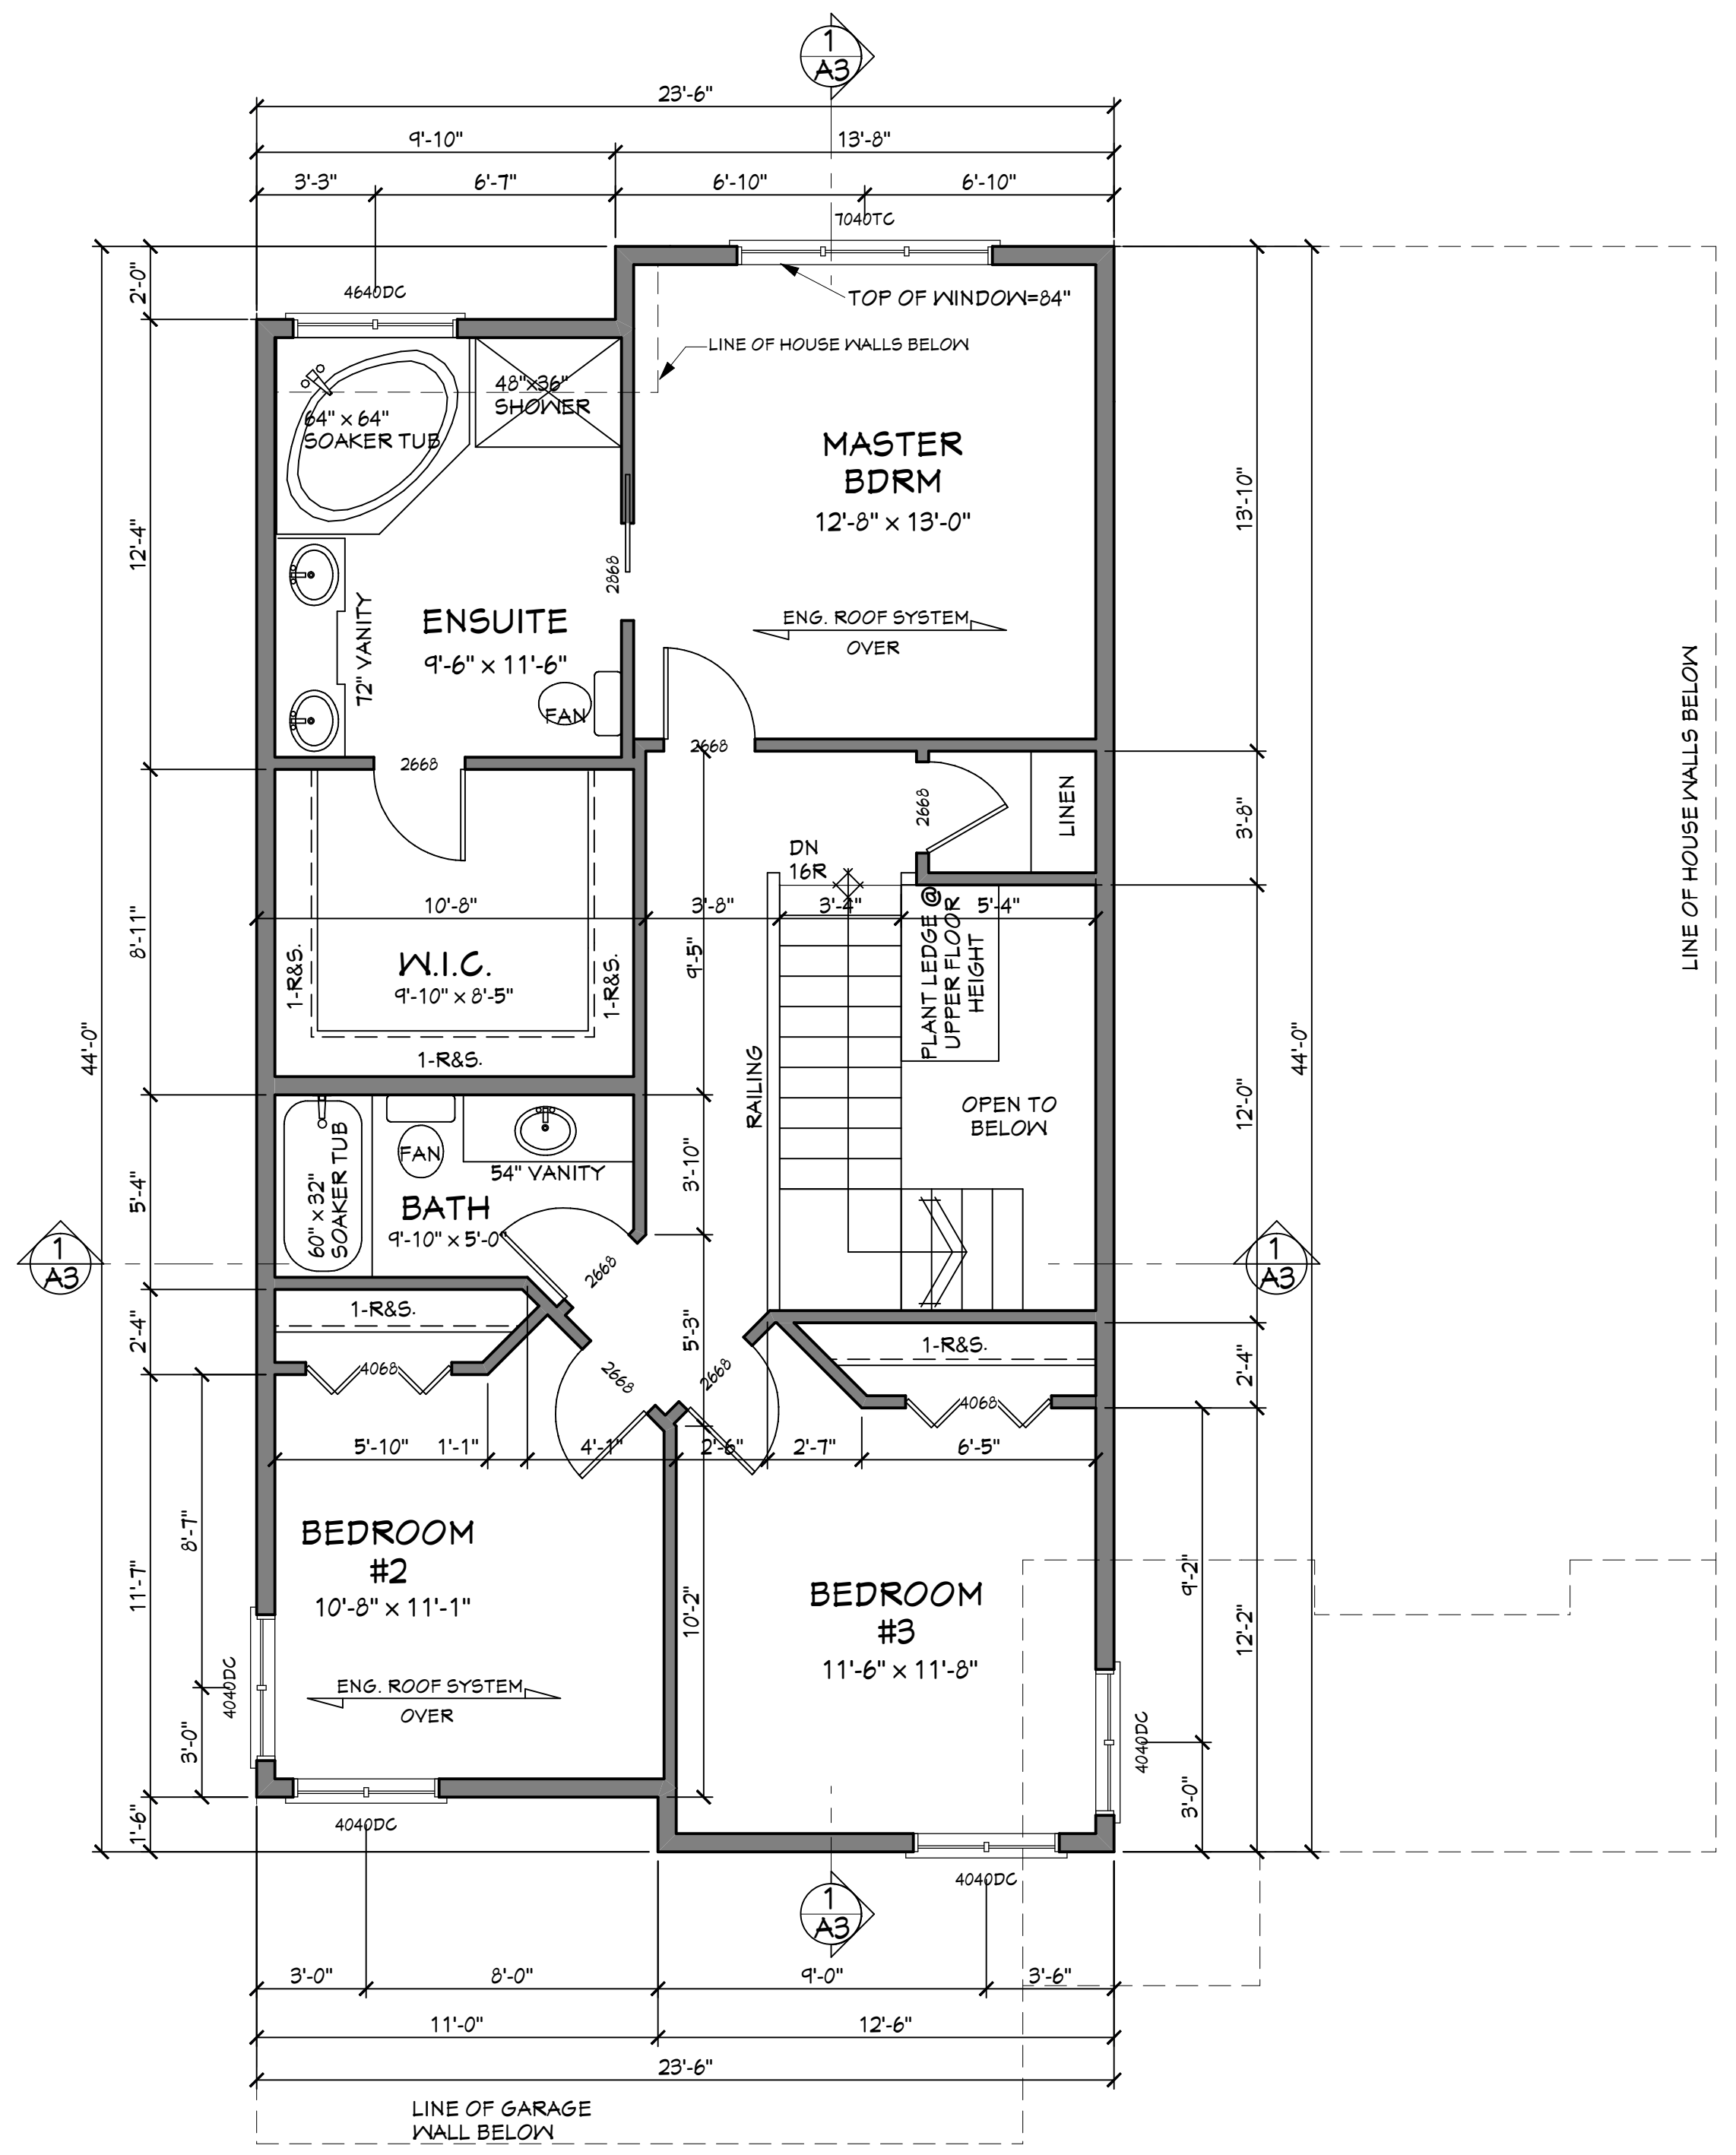 1
A3
23'-6"
9'-10"
13'-8"
3'-3"
6'-7"
6'-10"
6'-10"
7040TC
4640DC
TOP OF WINDOW=84"
LINE OF HOUSE WALLS BELOW
2'-0"
48"x36"
SHOWER
64" x 64"
SOAKER TUB
MASTER
BDRM
12'-8" x 13'-0"
13'-10"
12'-4"
2868
72" VANITY
ENSUITE
9'-6" x 11'-6"
FAN
ENG. ROOF SYSTEM
OVER
LINE OF HOUSE WALLS BELOW
2668
2668
2668
LINEN
3'-8"
DN
16R
10'-8"
3'-8"
3'-4"
5'-4"
8'-11"
1-R&S.
W.I.C.
9'-10" x 8'-5"
1-R&S.
1-R&S.
9'-5"
PLANT LEDGE @
UPPER FLOOR
HEIGHT
44'-0"
44'-0"
RAILING
OPEN TO
BELOW
12'-0"
5'-4"
60" x 32"
SOAKER TUB
FAN
54" VANITY
BATH
9'-10" x 5'-0"
3'-10"
2668
1
A3
1
A3
2'-4"
1-R&S.
4068
2668
5'-3"
2668
1-R&S.
4068
2'-4"
5'-10"
1'-1"
4'-1"
2'-6"
2'-7"
6'-5"
8'-7"
11'-7"
BEDROOM
#2
10'-8" x 11'-1"
10'-2"
BEDROOM
#3
11'-6" x 11'-8"
9'-2"
12'-2"
4040DC
ENG. ROOF SYSTEM
OVER
3'-0"
4040DC
3'-0"
1'-6"
4040DC
4040DC
1
A3
3'-0"
8'-0"
9'-0"
3'-6"
11'-0"
12'-6"
23'-6"
LINE OF GARAGE
WALL BELOW